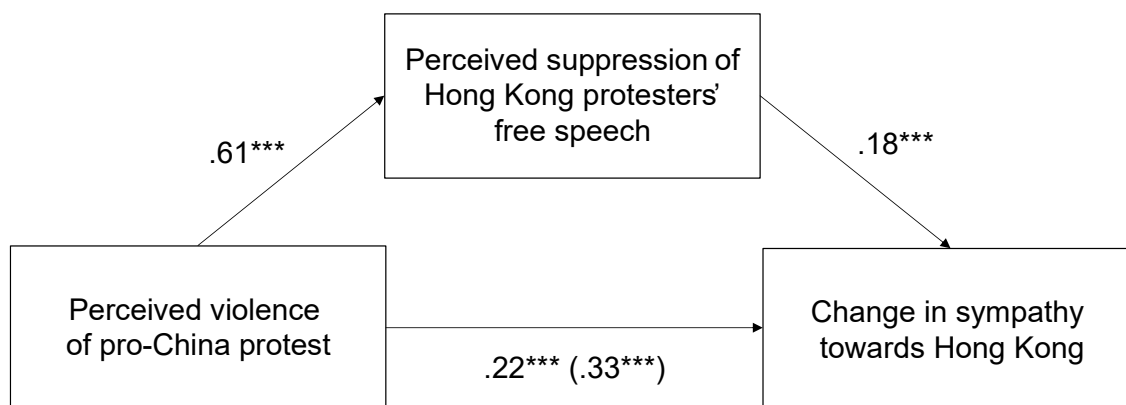 Perceived suppression of
Hong Kong protesters’
free speech
.61***
.18***
Perceived violence
of pro-China protest
Change in sympathy
towards Hong Kong
.22*** (.33***)